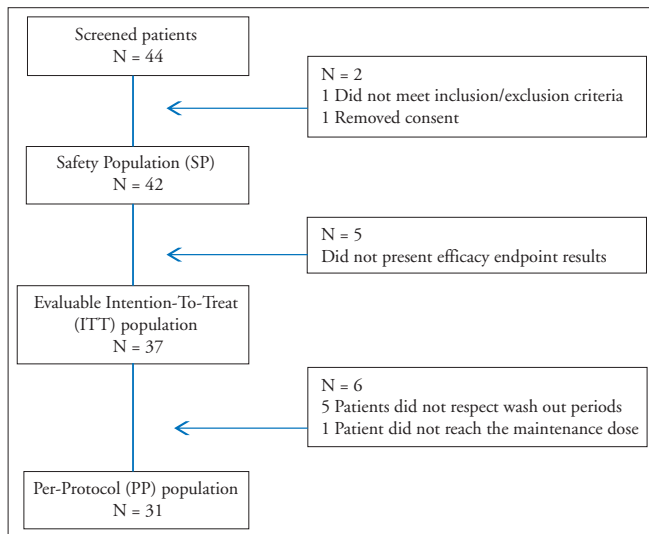 Screened patients
N = 44
N = 2
1 Did not meet inclusion/exclusion criteria
1 Removed consent
Safety Population (SP)
N = 42
N = 5
Did not present efficacy endpoint results
Evaluable Intention-To-Treat
(ITT) population
N = 37
N = 6
5 Patients did not respect wash out periods
1 Patient did not reach the maintenance dose
Per-Protocol (PP) population
N = 31